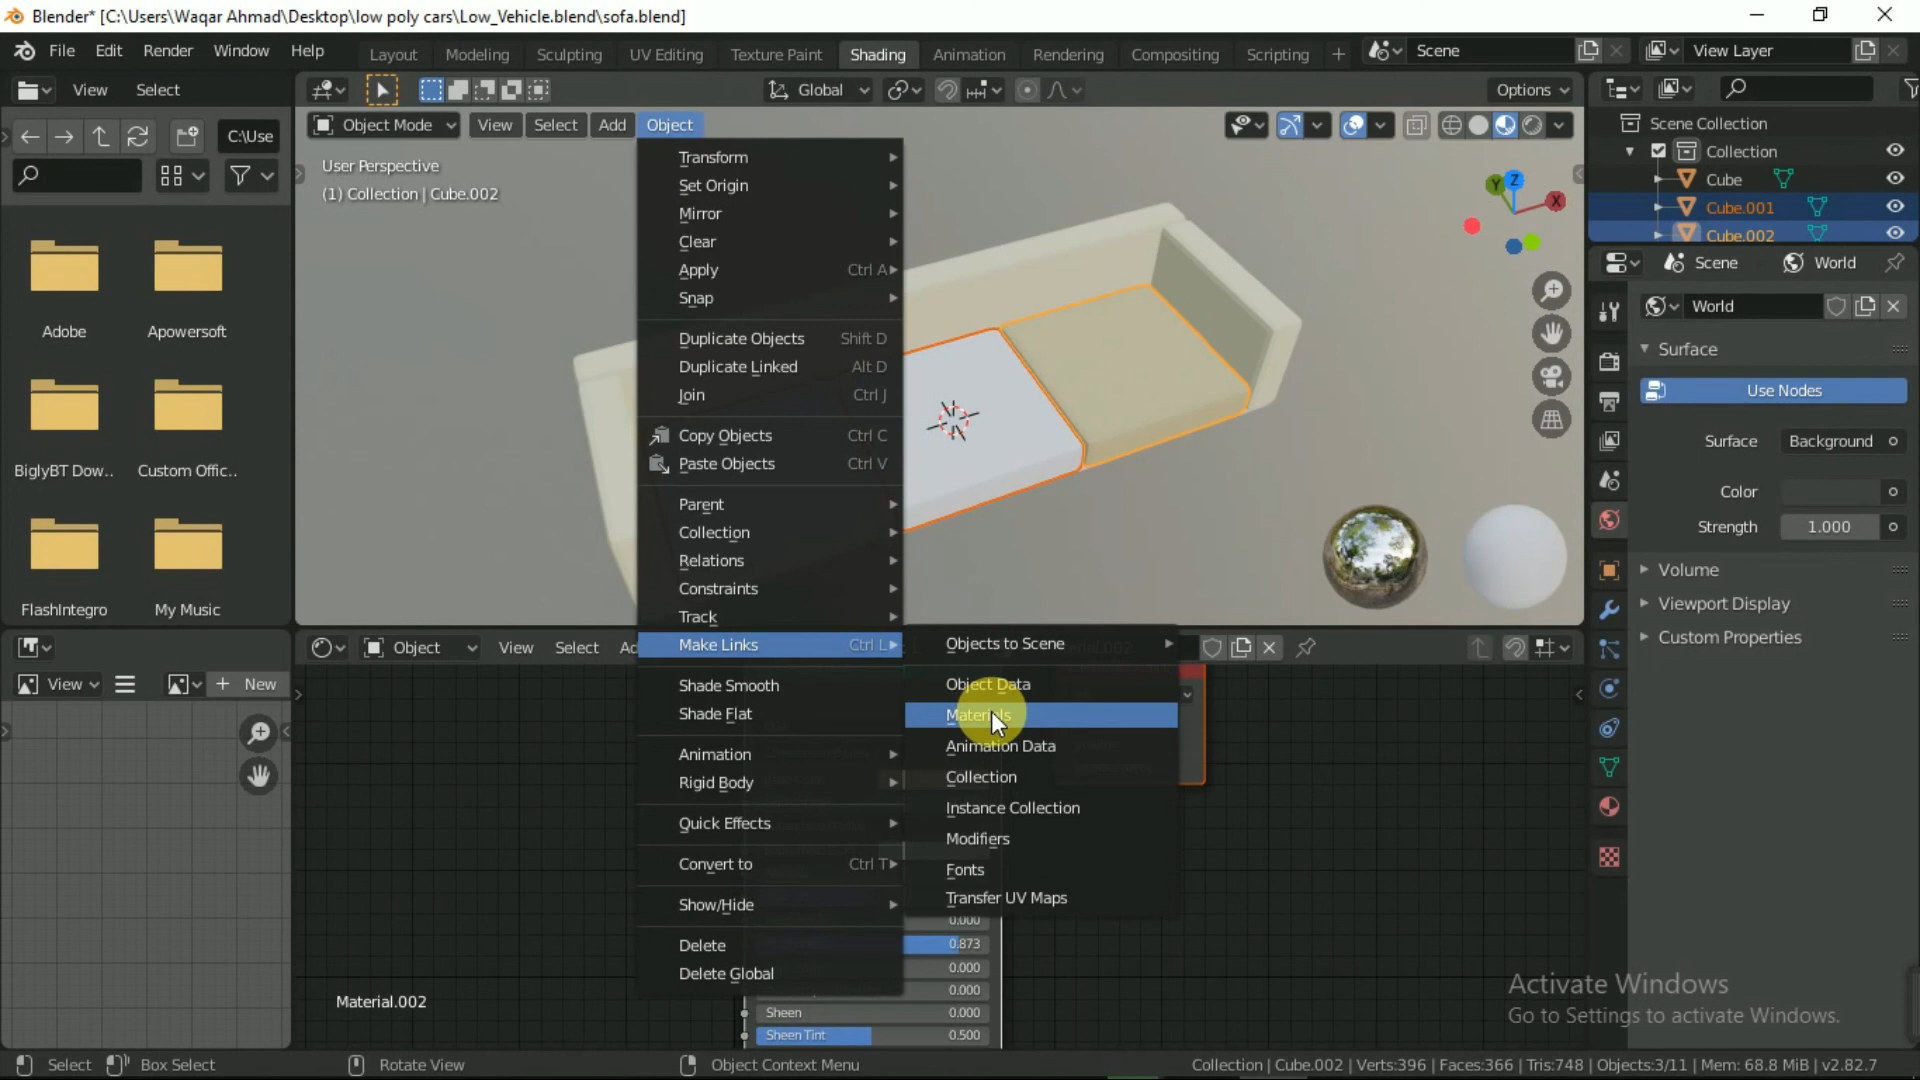 Blender* [C:\Users\Waqar Ahmad\Desktop\low poly cars\Low_Vehicle.blend\sofa.blend]
File Edit Render Window Help Layout Modeling Sculpting UV Editing Texture Paint Shading Animation Rendering Compositing Scripting + Scene View Layer
View Select Global Options
C:\Use Object Mode View Select Add Object
Scene Collection
Collection
Cube
Cube.001
Cube.002
User Perspective
(1) Collection | Cube.002
Z
Y
X
Adobe
Apowersoft
BiglyBT Dow..
Custom Offic..
FlashIntegro
My Music
Transform
Set Origin
Mirror
Clear
Apply Ctrl A
Snap
Duplicate Objects Shift D
Duplicate Linked Alt D
Join Ctrl J
Copy Objects Ctrl C
Paste Objects Ctrl V
Parent
Collection
Relations
Constraints
Track
Make Links Ctrl L
Shade Smooth
Shade Flat
Animation
Rigid Body
Quick Effects
Convert to Ctrl T
Show/Hide
Delete
Delete Global
Objects to Scene
Object Data
Materials
Animation Data
Collection
Instance Collection
Modifiers
Fonts
Transfer UV Maps
Scene World
World
Surface
Use Nodes
Surface Background
Color
Strength 1.000
Volume
Viewport Display
Custom Properties
View + New
Object View Select Ad
0.000
0.873
0.000
0.000
Sheen 0.000
Sheen Tint 0.500
Material.002
Activate Windows
Go to Settings to activate Windows.
Select Box Select Rotate View Object Context Menu Collection | Cube.002 | Verts:396 | Faces:366 | Tris:748 | Objects:3/11 | Mem: 68.8 MiB | v2.82.7